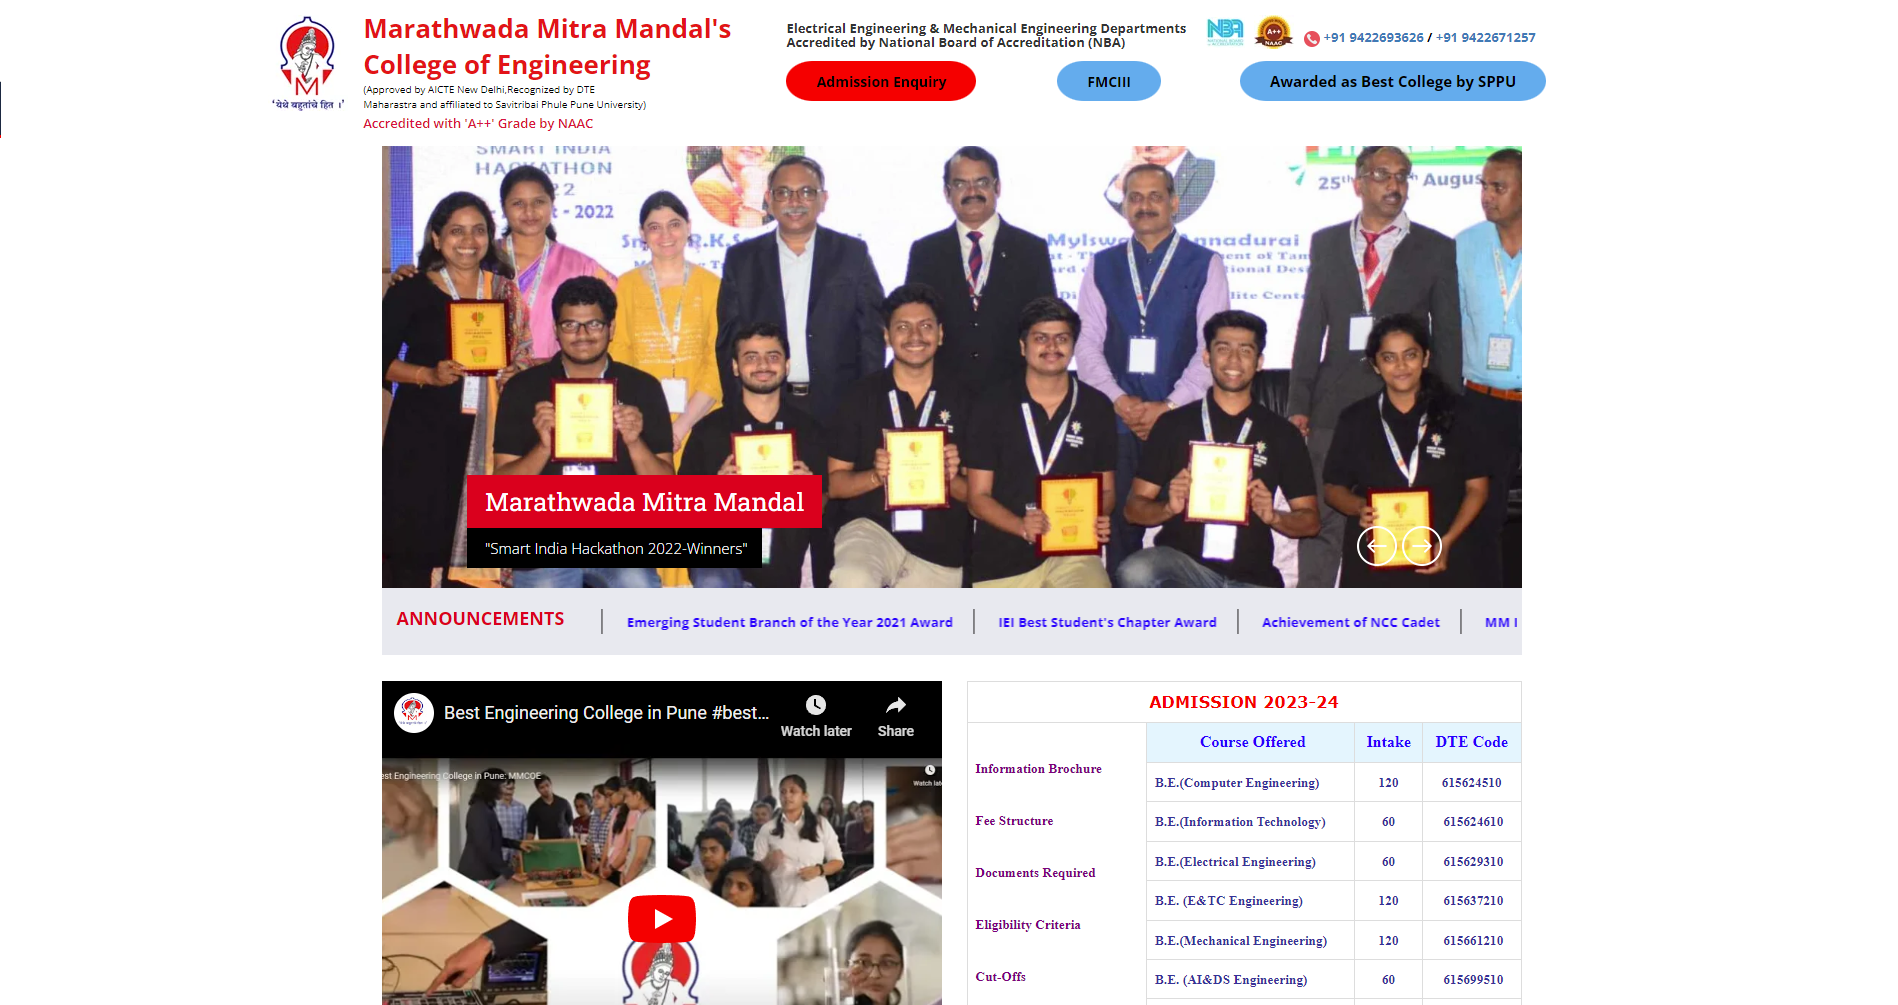 Marathwada Mitra Mandal's
College of Engineering
(Approved by AICTE New Delhi,Recognized by DTE
Maharastra and affiliated to Savitribai Phule Pune University)
Accredited with 'A++' Grade by NAAC
'येथे बहुतांचे हित ।'
Electrical Engineering & Mechanical Engineering Departments
Accredited by National Board of Accreditation (NBA)
NBA
A++
NAAC
+91 9422693626 / +91 9422671257
Admission Enquiry
FMCIII
Awarded as Best College by SPPU
SMART INDIA
HACKATHON
- 2022
25th
Augus
Mylswa
nnadurai
Marathwada Mitra Mandal
"Smart India Hackathon 2022-Winners"
ANNOUNCEMENTS
Emerging Student Branch of the Year 2021 Award
IEI Best Student's Chapter Award
Achievement of NCC Cadet
MM I
Best Engineering College in Pune #best...
Watch later
Share
est Engineering College in Pune: MMCOE
Watch lat
ADMISSION 2023-24
Information Brochure
Fee Structure
Documents Required
Eligibility Criteria
Cut-Offs
Course Offered Intake DTE Code
B.E.(Computer Engineering) 120 615624510
B.E.(Information Technology) 60 615624610
B.E.(Electrical Engineering) 60 615629310
B.E. (E&TC Engineering) 120 615637210
B.E.(Mechanical Engineering) 120 615661210
B.E. (AI&DS Engineering) 60 615699510